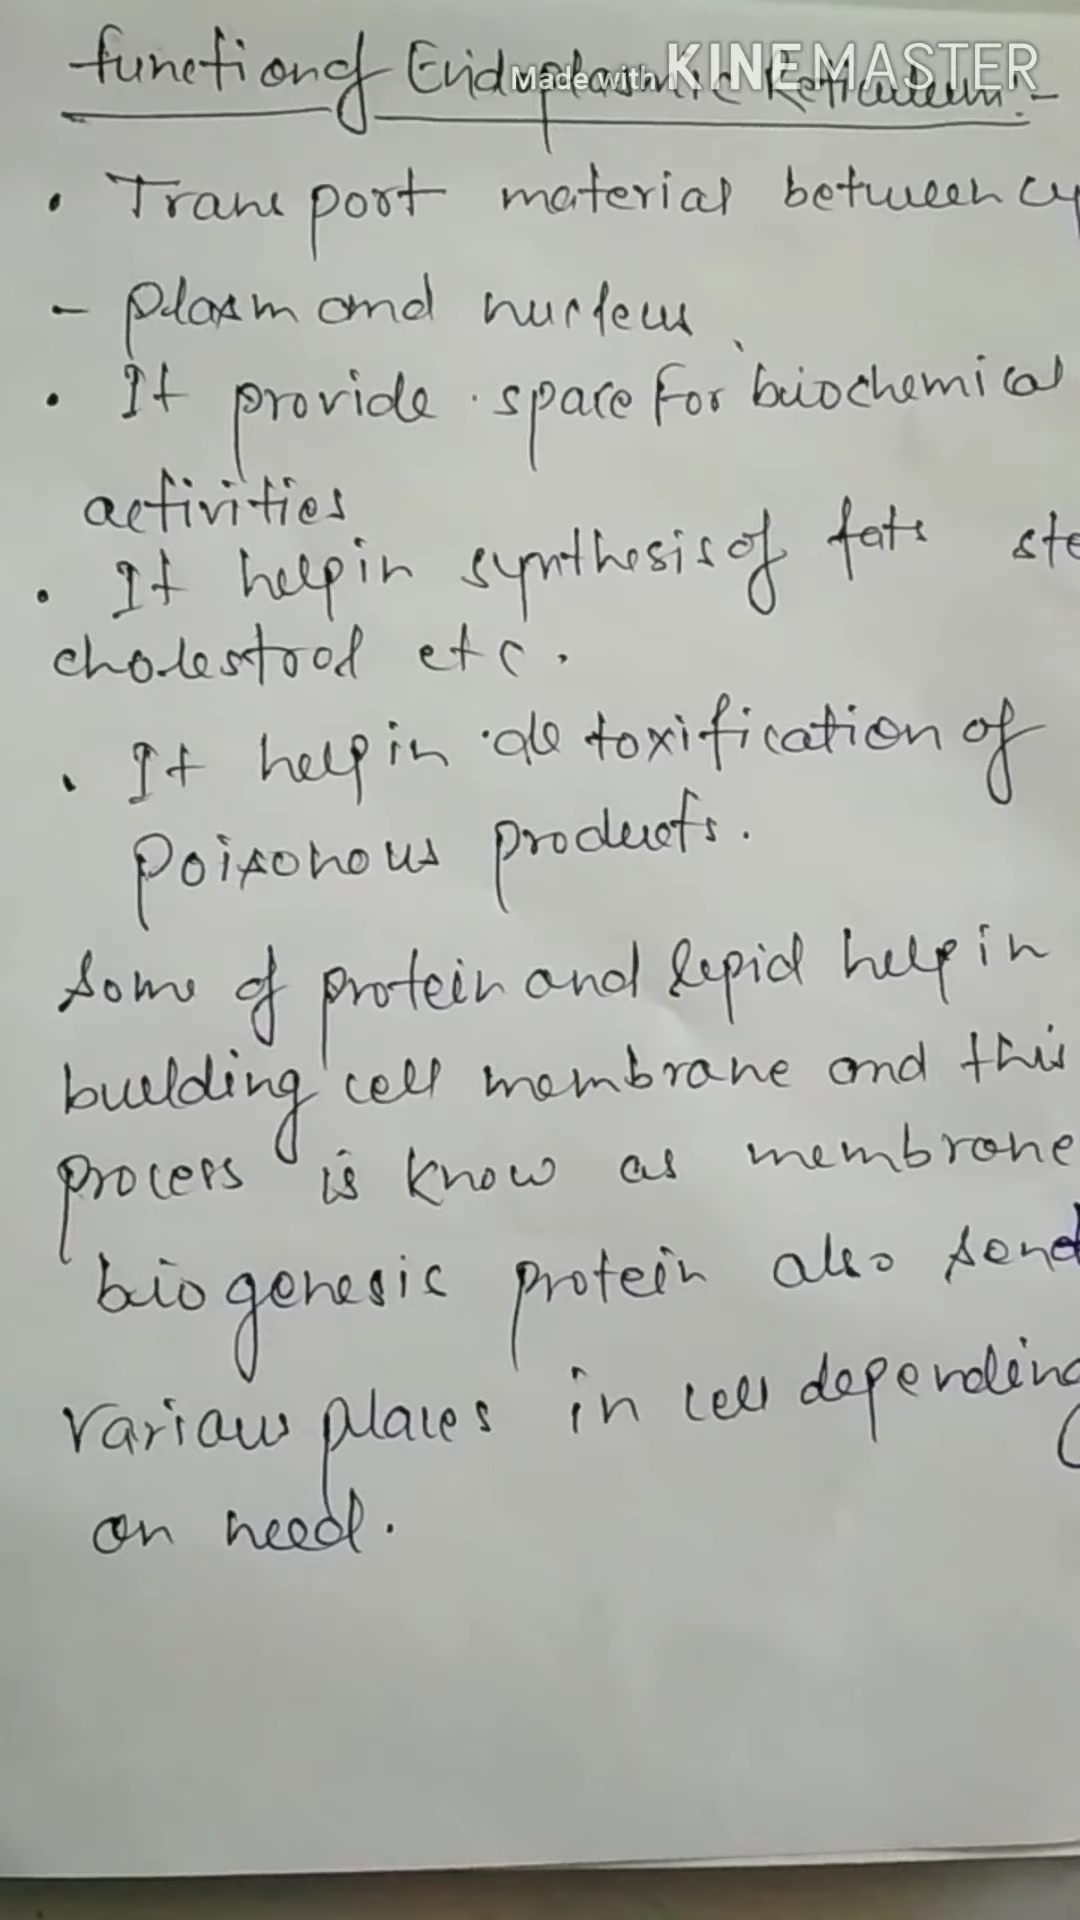 Function of Endoplasmic Reticulum :-
Made with KINEMASTER
• Transport material between cy
- plasm and nucleus
• It provide space for biochemical
activities
• It help in synthesis of fats ste
cholestrol etc.
• It help in detoxification of
Poisonous products.
Some of protein and lepid help in
building cell membrane and this
process is know as membrane
biogenesis protein also send
various places in cell depending
on need.